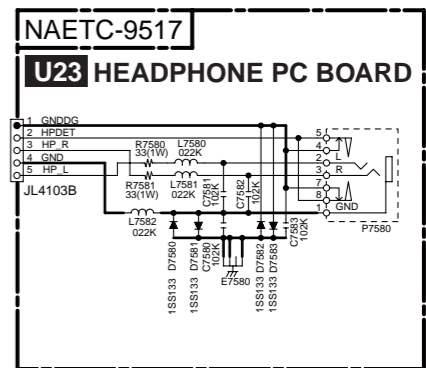 NAETC-9517
U23 HEADPHONE PC BOARD
1 GNDDG
2 HPDET
3 HP_R
4 GND
5 HP_L
JL4103B
R7580
33(1W)
L7580
022K
R7581
33(1W)
L7581
022K
L7582
022K
C7581
102K
C7582
102K
C7580
102K
C7583
102K
1SS133 D7580
1SS133 D7581
1SS133 D7582
1SS133 D7583
E7580
5
4
2 L
3 R
7
8
1 GND
P7580